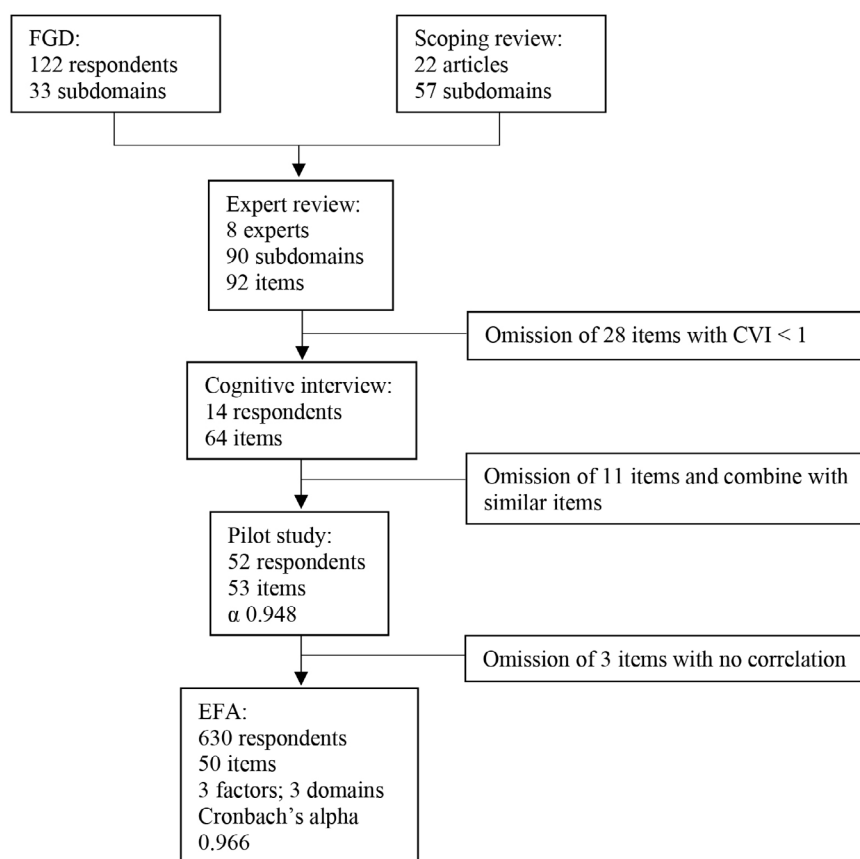 FGD:
122 respondents
33 subdomains
Scoping review:
22 articles
57 subdomains
Expert review:
8 experts
90 subdomains
92 items
Omission of 28 items with CVI < 1
Cognitive interview:
14 respondents
64 items
Omission of 11 items and combine with
similar items
Pilot study:
52 respondents
53 items
α 0.948
Omission of 3 items with no correlation
EFA:
630 respondents
50 items
3 factors; 3 domains
Cronbach’s alpha
0.966